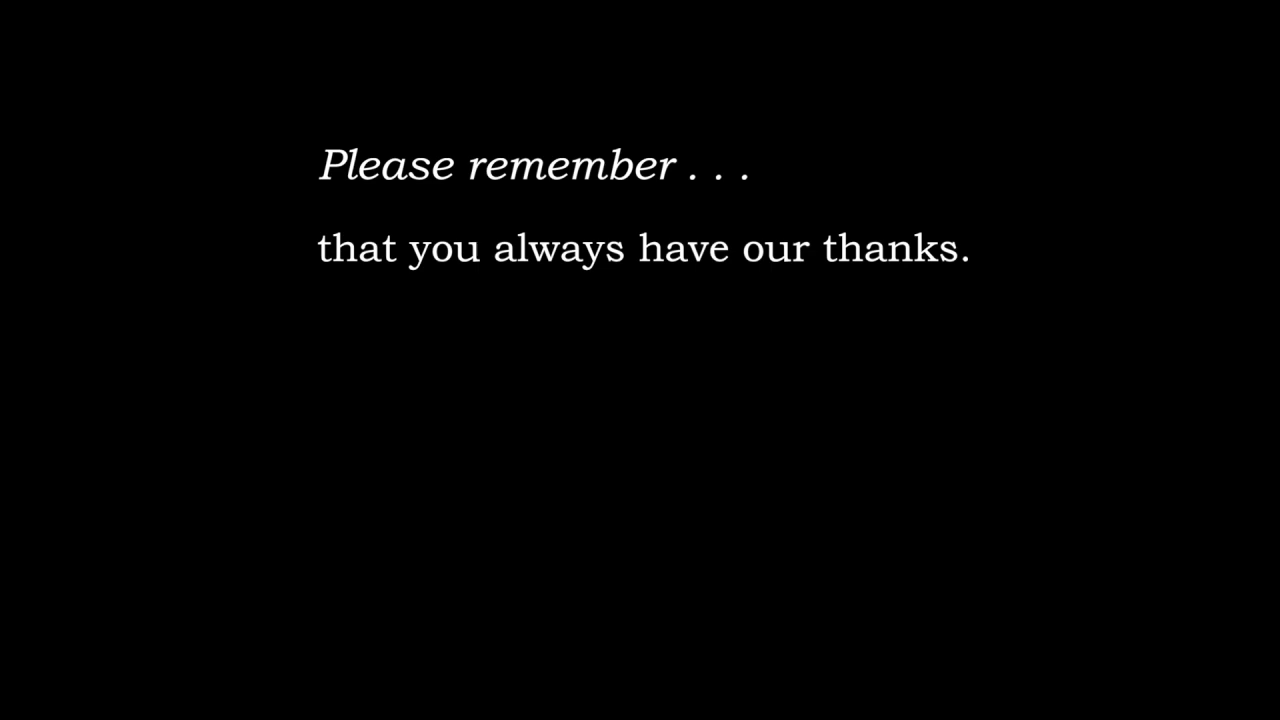 Please remember . . .
that you always have our thanks.